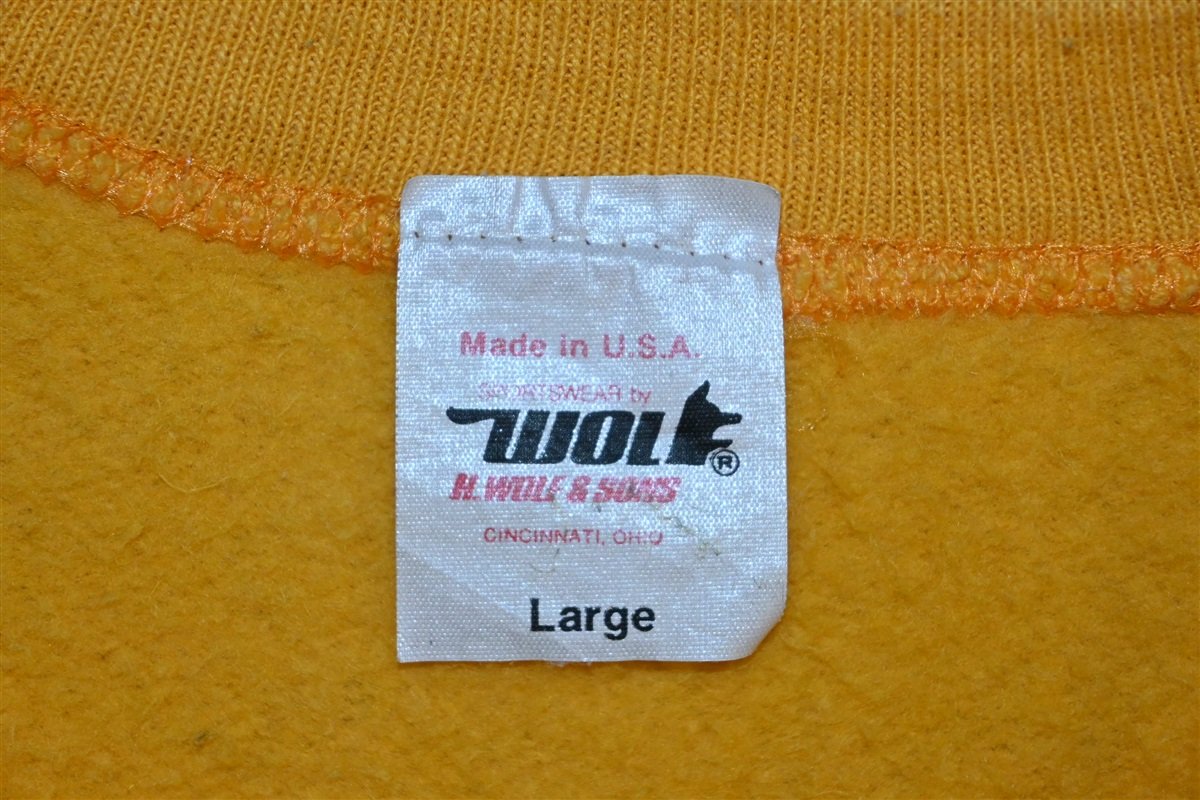 Made in U.S.A.
SPORTSWEAR by
WOLF ®
H. WOLF & SONS
CINCINNATI, OHIO
Large